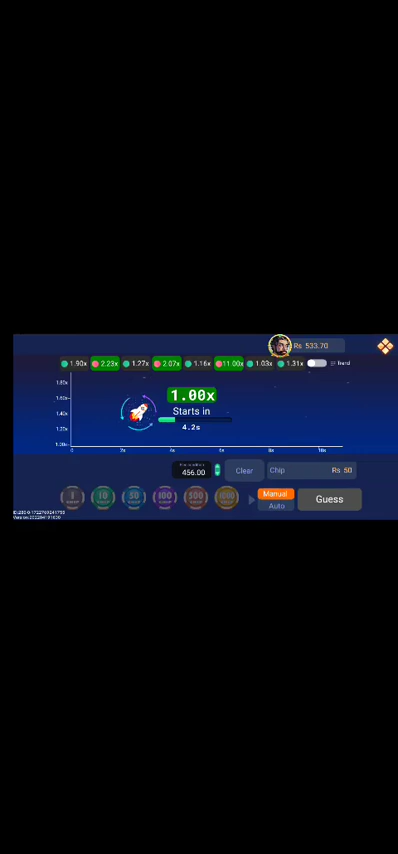 Rs 533.70
1.90x 2.23x 1.27x 2.07x 1.16x 11.00x 1.03x 1.31x Trend
1.80x
1.60x
1.40x
1.20x
1.00x
1.00x
Starts in
4.2s
0 2s 4s 6s 8s 10s
456.00
Clear
Chip Rs 50
1 10 50 100 500 1000
Manual
Auto
Guess